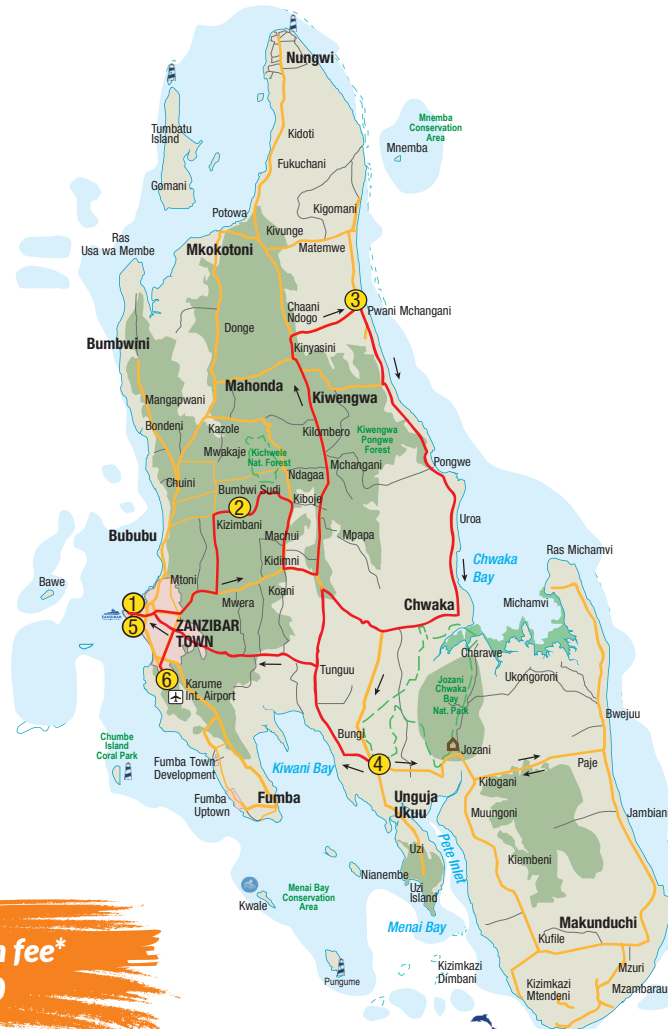 Nungwi
Tumbatu
Island
Kidoti
Mnemba
Conservation
Area
Mnemba
Fukuchani
Gomani
Potowa
Kigomani
Kivunge
Ras
Usa wa Membe
Mkokotoni
Matemwe
3
Chaani
Ndogo
Pwani Mchangani
Donge
Bumbwini
Kinyasini
Mahonda
Kiwengwa
Mangapwani
Bondeni
Kazole
Kilombero
Kiwengwa
Pongwe
Forest
Mwakaje
Kichwele
Nat. Forest
Mchangani
Pongwe
Chuini
Ndagaa
Bumbwi Sudi
Kiboje
2
Kizimbani
Uroa
Bububu
Machui
Mpapa
Ras Michamvi
Kidimni
Chwaka
Bay
Bawe
Mtoni
Koani
1
Mwera
Chwaka
Michamvi
ZANZIBAR
5
ZANZIBAR
TOWN
Charawe
6
Tunguu
Jozani
Chwaka
Bay
Nat. Park
Ukongoroni
Karume
Int. Airport
Bwejuu
Bungi
Chumbe
Island
Coral Park
Jozani
Fumba Town
Development
Kiwani Bay
4
Paje
Kitogani
Fumba
Uptown
Fumba
Unguja
Ukuu
Muungoni
Jambiani
Pete Inlet
Uzi
Kiembeni
Nianembe
Uzi
Island
Menai Bay
Conservation
Area
Kwale
Menai Bay
Makunduchi
Kufile
n fee*
Kizimkazi
Dimbani
Mzuri
Pungume
Kizimkazi
Mtendeni
Mzambarau